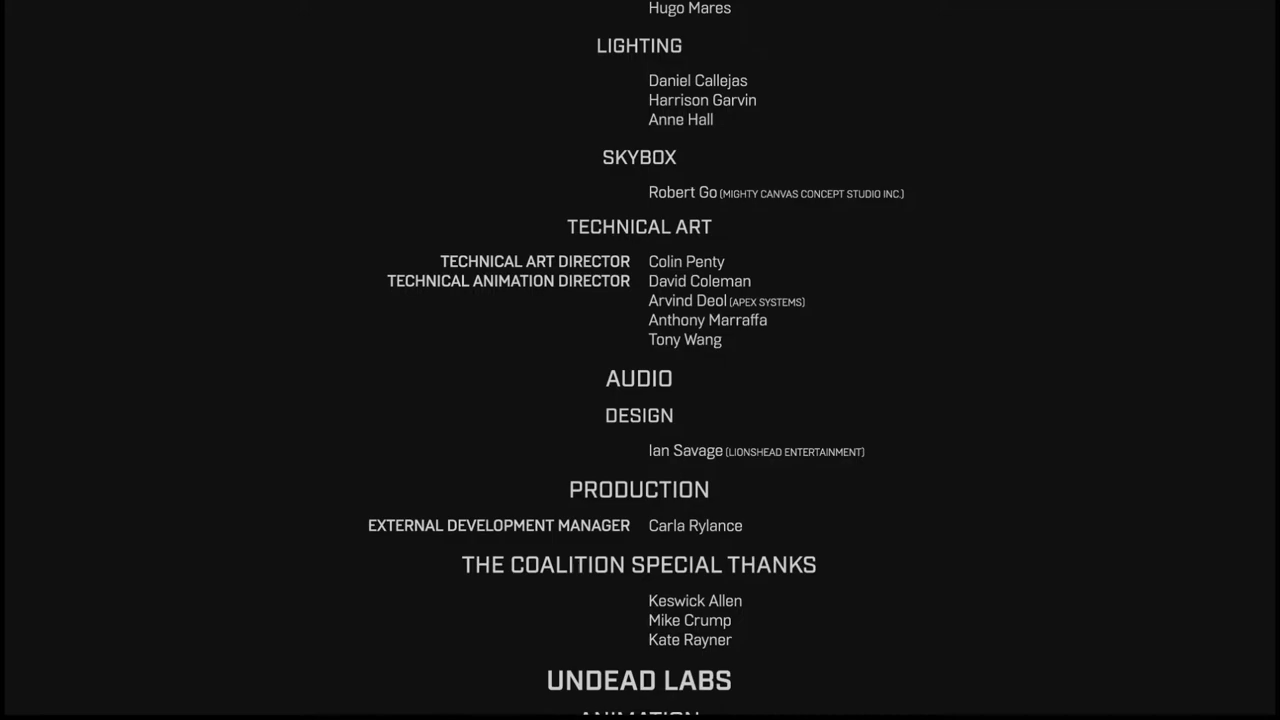 Hugo Mares
LIGHTING
Daniel Callejas
Harrison Garvin
Anne Hall
SKYBOX
Robert Go (MIGHTY CANVAS CONCEPT STUDIO INC.)
TECHNICAL ART
TECHNICAL ART DIRECTOR Colin Penty
TECHNICAL ANIMATION DIRECTOR David Coleman
Arvind Deol (APEX SYSTEMS)
Anthony Marraffa
Tony Wang
AUDIO
DESIGN
Ian Savage (LIONSHEAD ENTERTAINMENT)
PRODUCTION
EXTERNAL DEVELOPMENT MANAGER Carla Rylance
THE COALITION SPECIAL THANKS
Keswick Allen
Mike Crump
Kate Rayner
UNDEAD LABS
ANIMATION